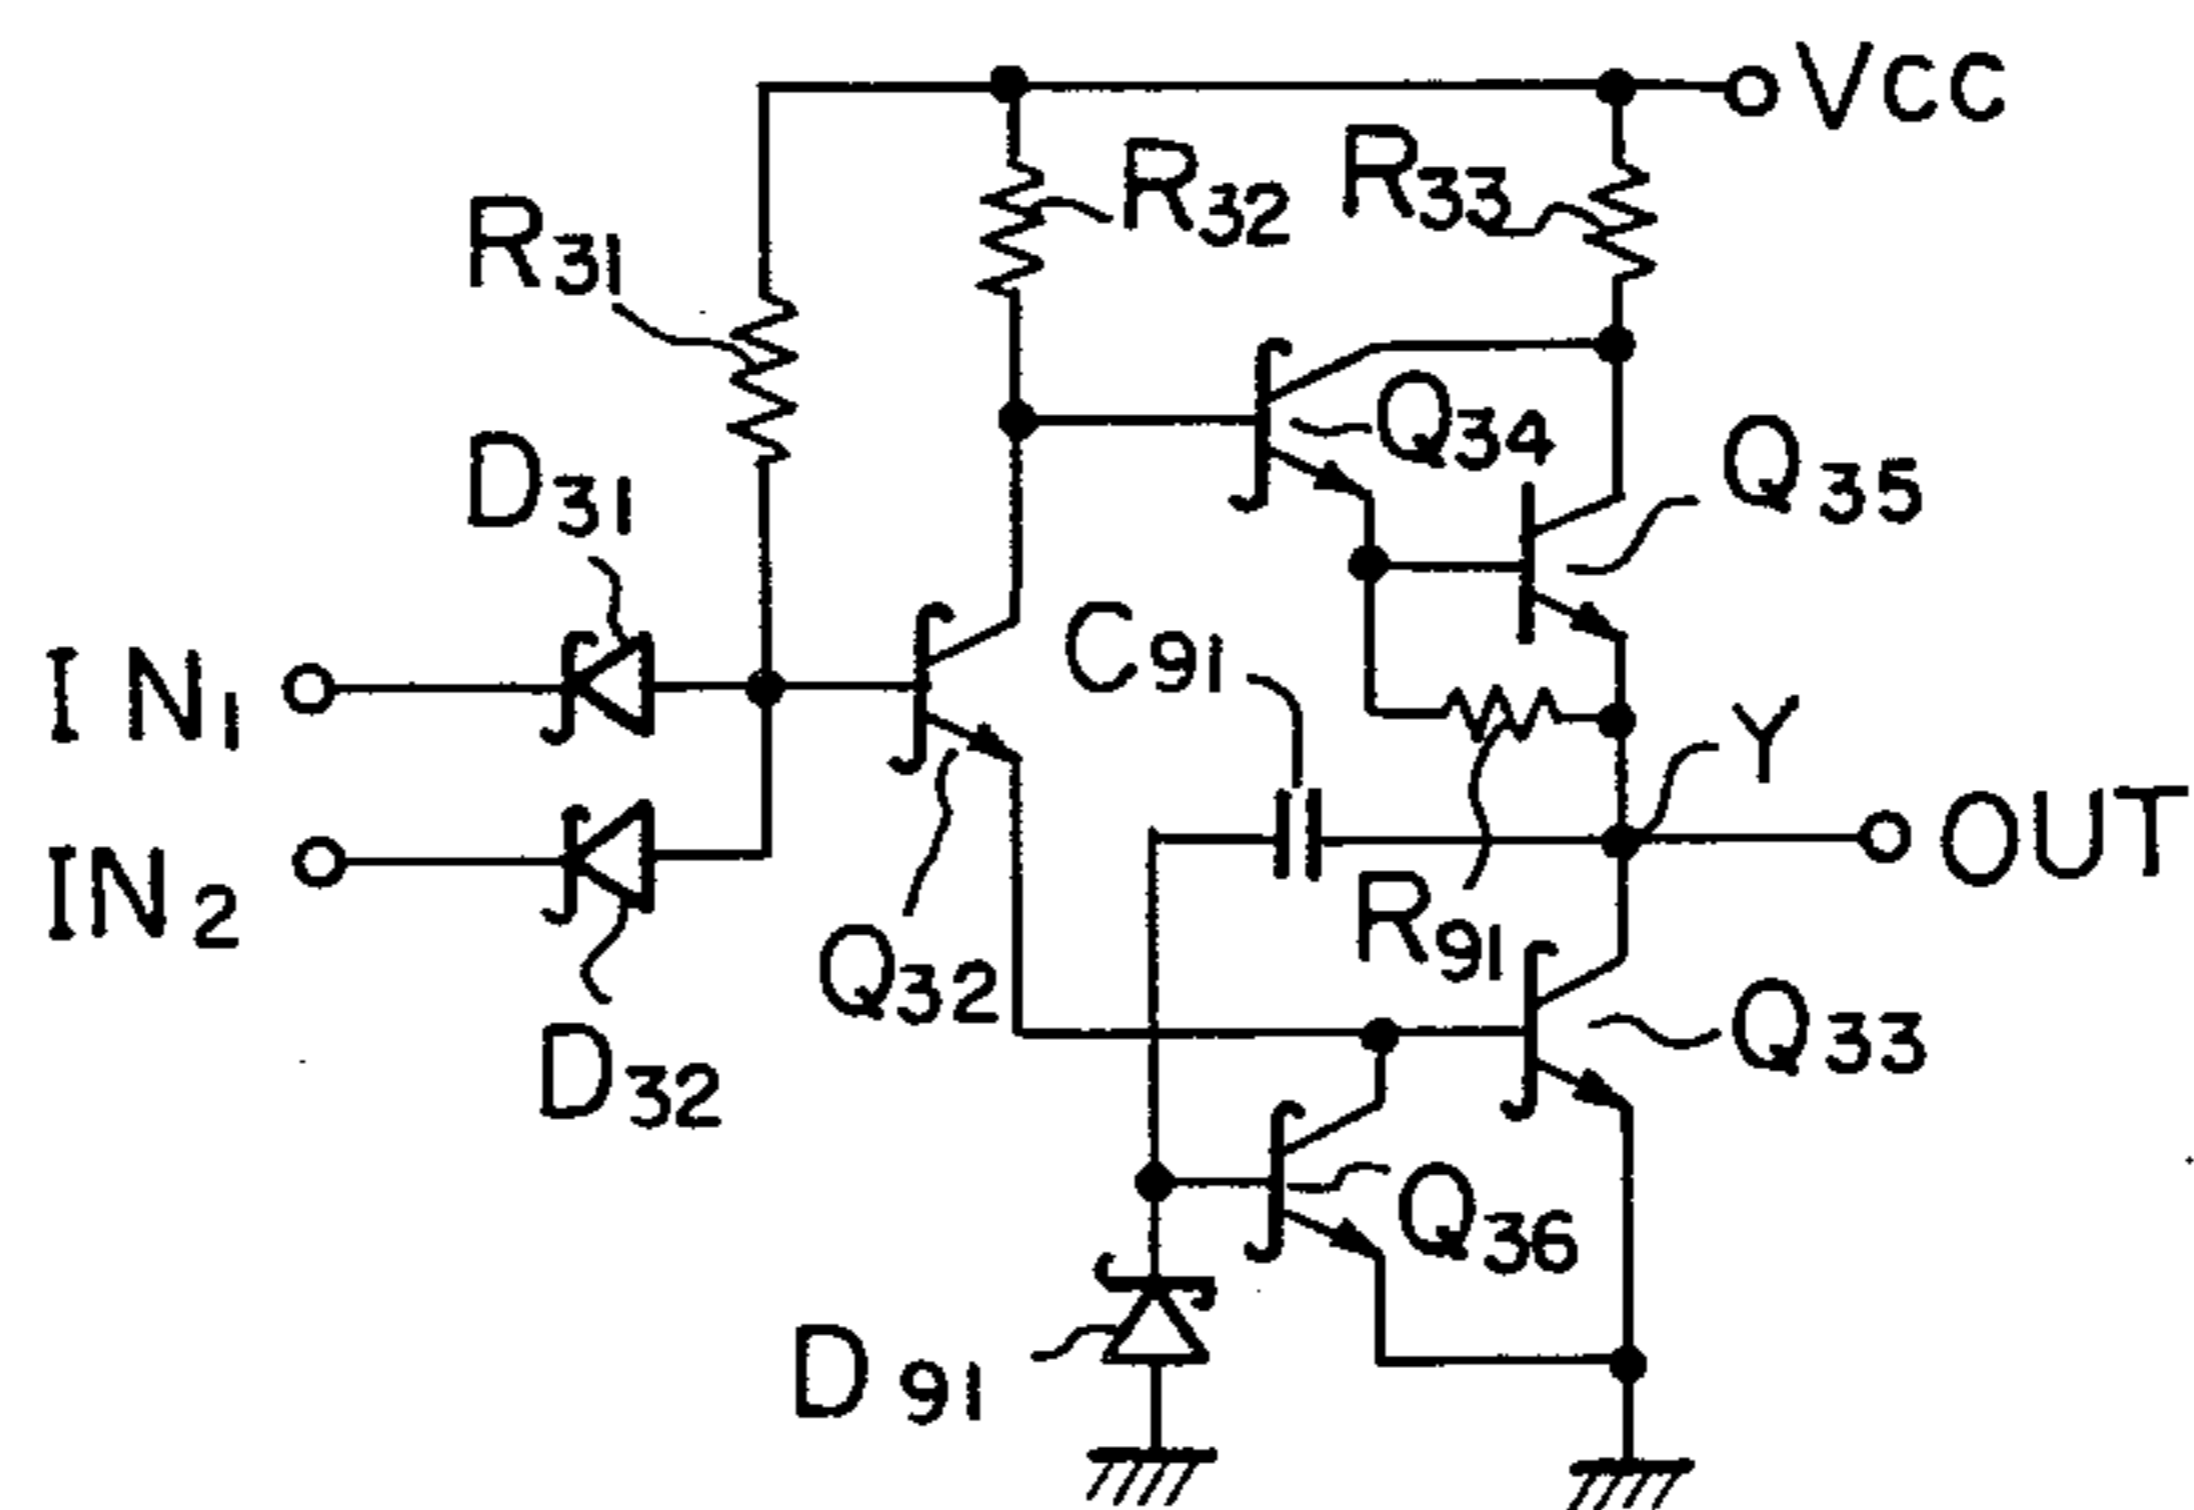 VCC
R32
R33
R31
Q34
Q35
D31
C91
IN1
Y
OUT
IN2
R91
Q32
Q33
D32
Q36
D91